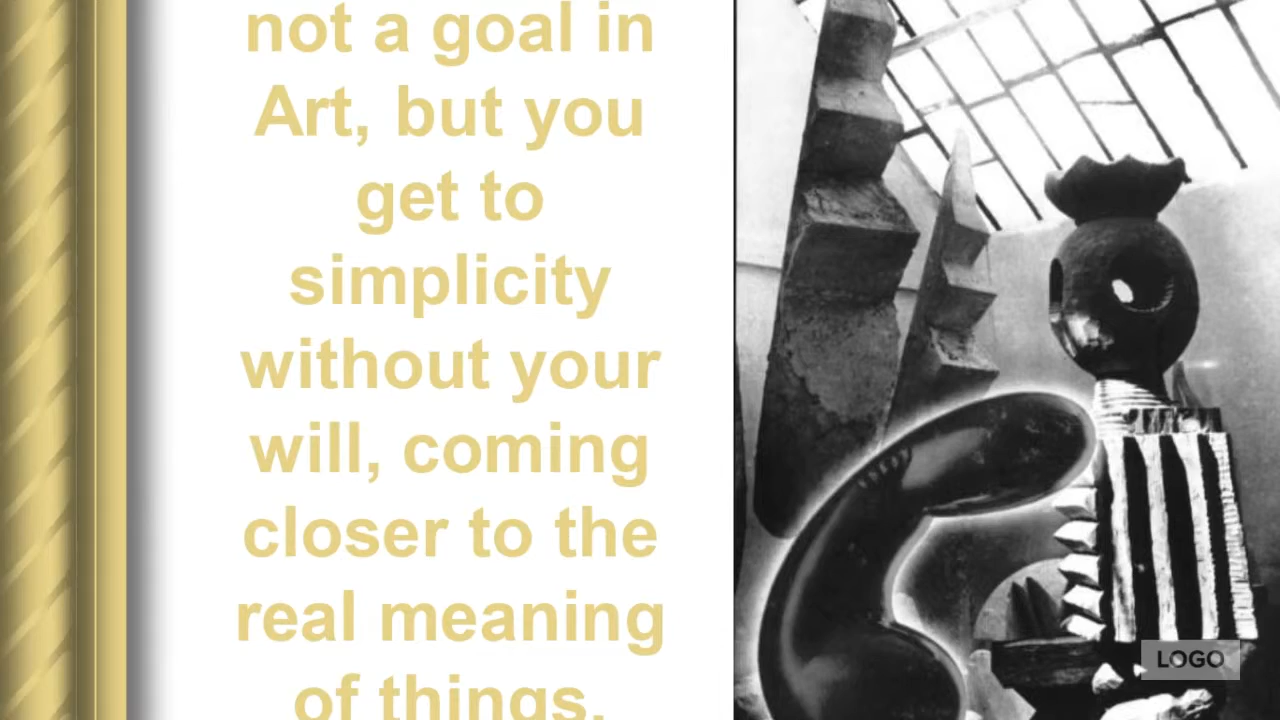 not a goal in
Art, but you
get to
simplicity
without your
will, coming
closer to the
real meaning
of things.
LOGO